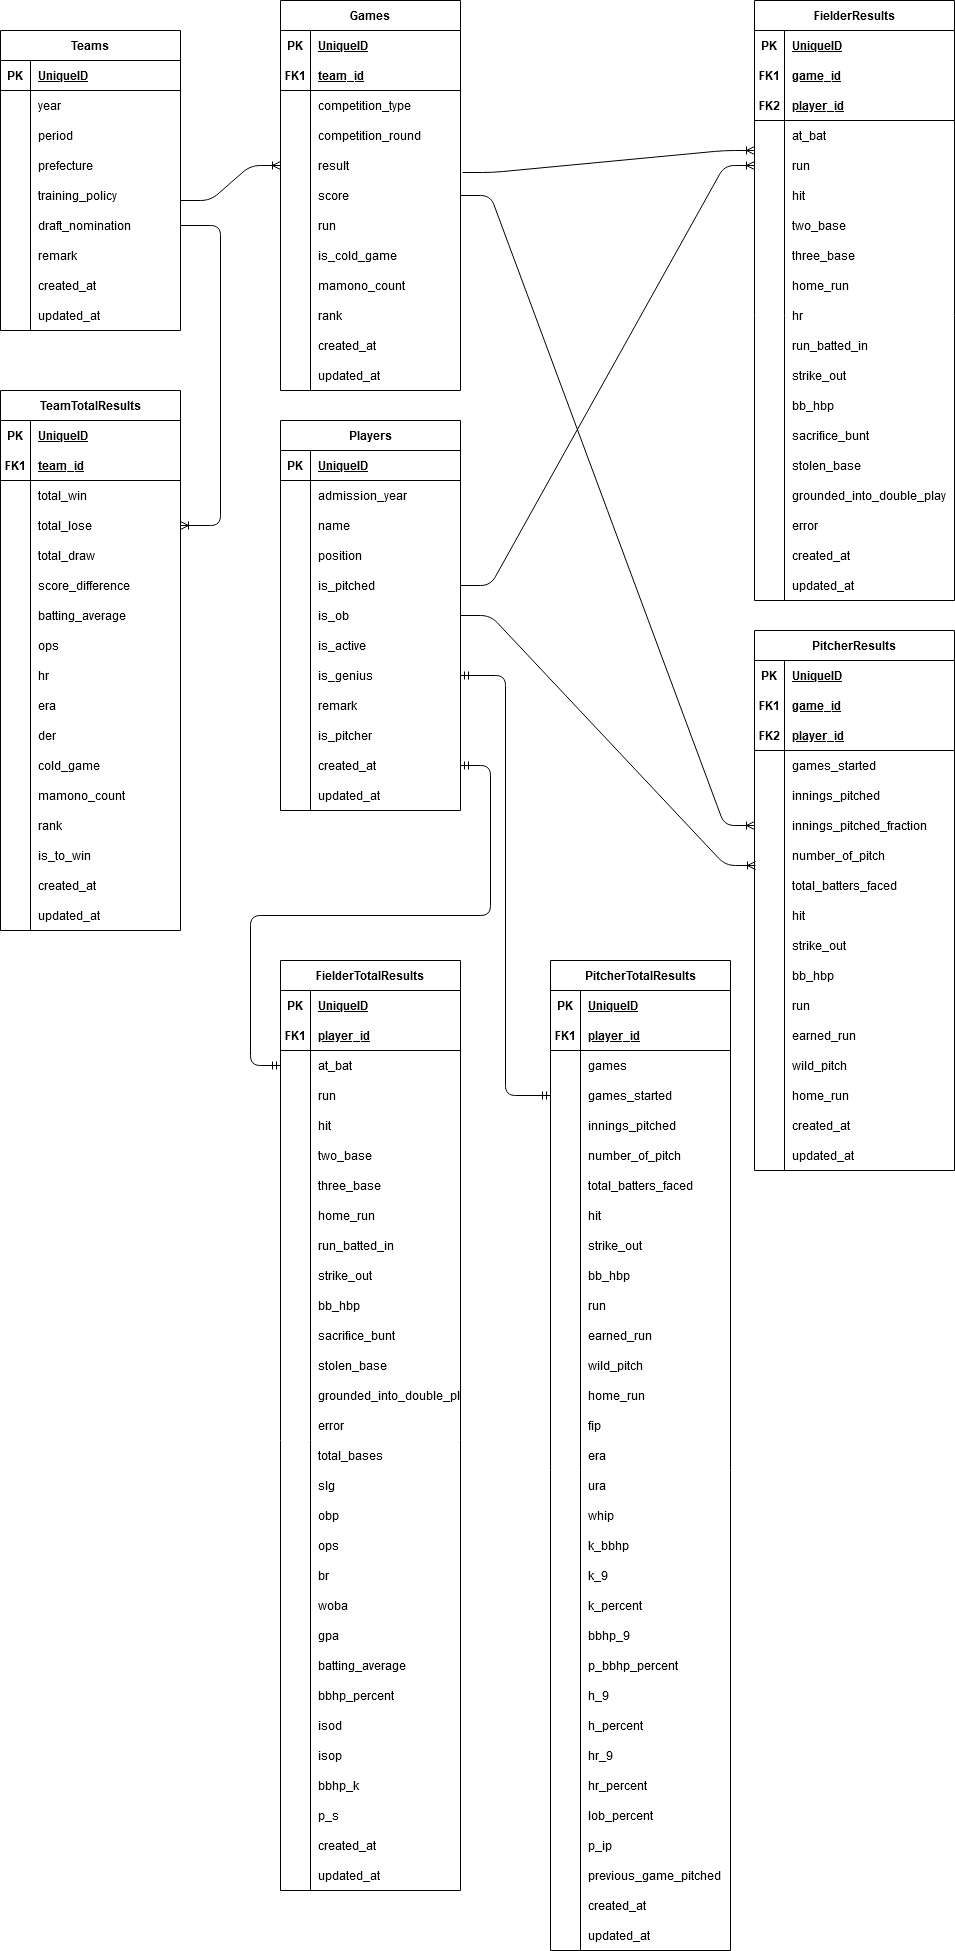 Teams
PK UniqueID
year
period
prefecture
training_policy
draft_nomination
remark
created_at
updated_at
Games
PK UniqueID
FK1 team_id
competition_type
competition_round
result
score
run
is_cold_game
mamono_count
rank
created_at
updated_at
FielderResults
PK UniqueID
FK1 game_id
FK2 player_id
at_bat
run
hit
two_base
three_base
home_run
hr
run_batted_in
strike_out
bb_hbp
sacrifice_bunt
stolen_base
grounded_into_double_play
error
created_at
updated_at
TeamTotalResults
PK UniqueID
FK1 team_id
total_win
total_lose
total_draw
score_difference
batting_average
ops
hr
era
der
cold_game
mamono_count
rank
is_to_win
created_at
updated_at
Players
PK UniqueID
admission_year
name
position
is_pitched
is_ob
is_active
is_genius
remark
is_pitcher
created_at
updated_at
PitcherResults
PK UniqueID
FK1 game_id
FK2 player_id
games_started
innings_pitched
innings_pitched_fraction
number_of_pitch
total_batters_faced
hit
strike_out
bb_hbp
run
earned_run
wild_pitch
home_run
created_at
updated_at
FielderTotalResults
PK UniqueID
FK1 player_id
at_bat
run
hit
two_base
three_base
home_run
run_batted_in
strike_out
bb_hbp
sacrifice_bunt
stolen_base
grounded_into_double_pl
error
total_bases
slg
obp
ops
br
woba
gpa
batting_average
bbhp_percent
isod
isop
bbhp_k
p_s
created_at
updated_at
PitcherTotalResults
PK UniqueID
FK1 player_id
games
games_started
innings_pitched
number_of_pitch
total_batters_faced
hit
strike_out
bb_hbp
run
earned_run
wild_pitch
home_run
fip
era
ura
whip
k_bbhp
k_9
k_percent
bbhp_9
p_bbhp_percent
h_9
h_percent
hr_9
hr_percent
lob_percent
p_ip
previous_game_pitched
created_at
updated_at